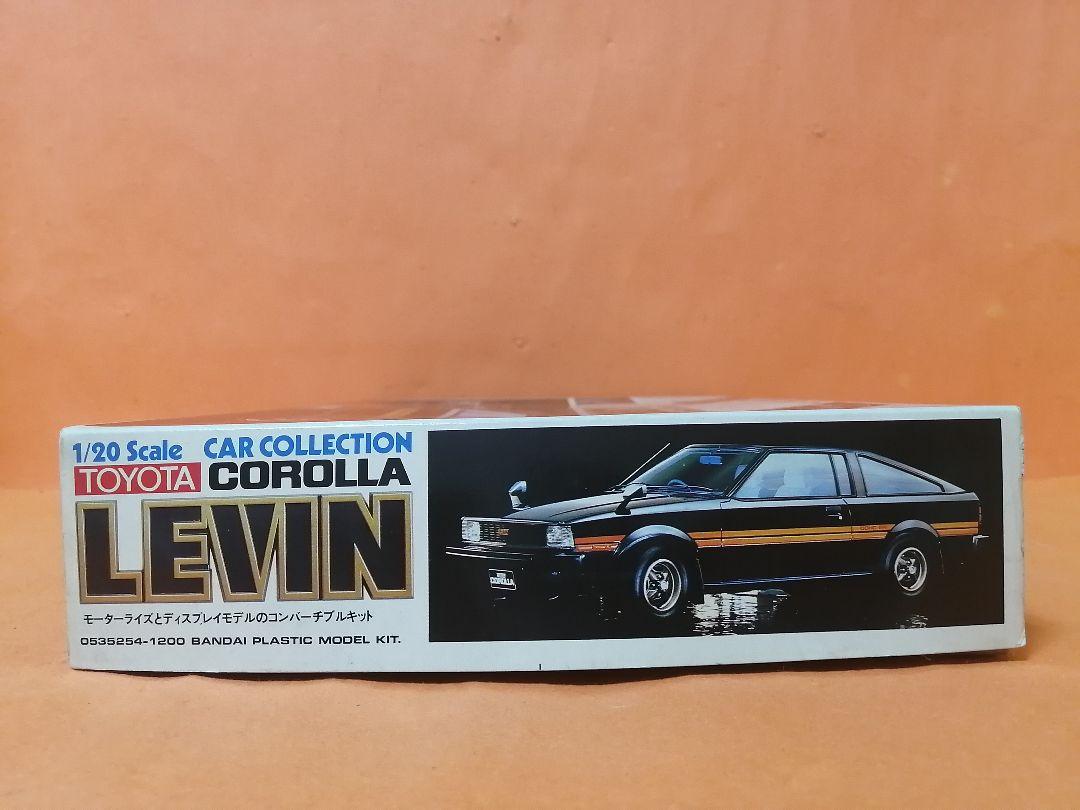 1/20 Scale CAR COLLECTION
TOYOTA COROLLA
LEVIN
モーターライズとディスプレイモデルのコンバーチブルキット
0535254-1200 BANDAI PLASTIC MODEL KIT.
COROLLA